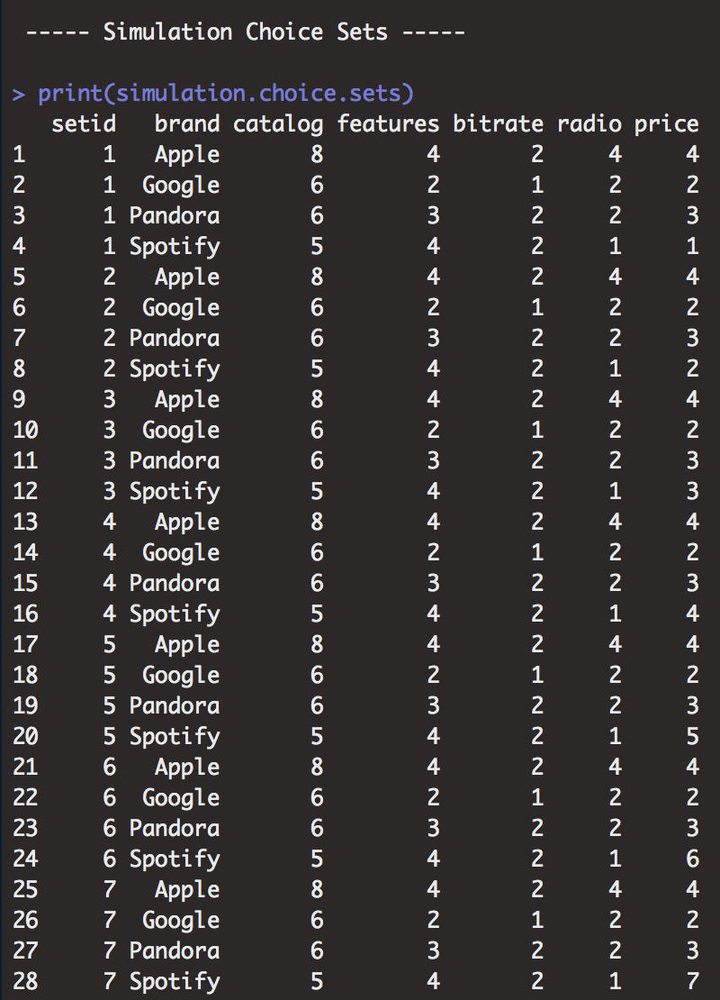 ----- Simulation Choice Sets -----
> print(simulation.choice.sets)
setid brand catalog features bitrate radio price
1 1 Apple 8 4 2 4 4
2 1 Google 6 2 1 2 2
3 1 Pandora 6 3 2 2 3
4 1 Spotify 5 4 2 1 1
5 2 Apple 8 4 2 4 4
6 2 Google 6 2 1 2 2
7 2 Pandora 6 3 2 2 3
8 2 Spotify 5 4 2 1 2
9 3 Apple 8 4 2 4 4
10 3 Google 6 2 1 2 2
11 3 Pandora 6 3 2 2 3
12 3 Spotify 5 4 2 1 3
13 4 Apple 8 4 2 4 4
14 4 Google 6 2 1 2 2
15 4 Pandora 6 3 2 2 3
16 4 Spotify 5 4 2 1 4
17 5 Apple 8 4 2 4 4
18 5 Google 6 2 1 2 2
19 5 Pandora 6 3 2 2 3
20 5 Spotify 5 4 2 1 5
21 6 Apple 8 4 2 4 4
22 6 Google 6 2 1 2 2
23 6 Pandora 6 3 2 2 3
24 6 Spotify 5 4 2 1 6
25 7 Apple 8 4 2 4 4
26 7 Google 6 2 1 2 2
27 7 Pandora 6 3 2 2 3
28 7 Spotify 5 4 2 1 7